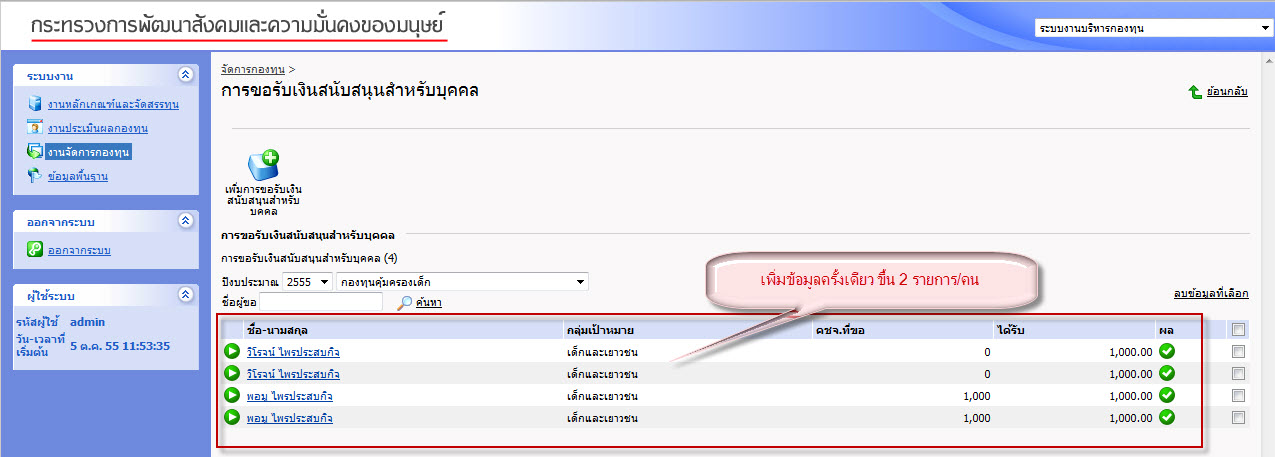 กระทรวงการพัฒนาสังคมและความมั่นคงของมนุษย์
ระบบงานบริหารกองทุน
ระบบงาน
งานหลักเกณฑ์และจัดสรรทุน
งานประเมินผลกองทุน
งานจัดการกองทุน
ข้อมูลพื้นฐาน
ออกจากระบบ
ออกจากระบบ
ผู้ใช้ระบบ
รหัสผู้ใช้ admin
วัน-เวลาที่
เริ่มต้น 5 ต.ค. 55 11:53:35
จัดการกองทุน >
การขอรับเงินสนับสนุนสำหรับบุคคล
ย้อนกลับ
เพิ่มการขอรับเงิน
สนับสนุนสำหรับ
บุคคล
การขอรับเงินสนับสนุนสำหรับบุคคล
การขอรับเงินสนับสนุนสำหรับบุคคล (4)
ปีงบประมาณ 2555 กองทุนคุ้มครองเด็ก
ชื่อผู้ขอ ค้นหา
เพิ่มข้อมูลครั้งเดียว ขึ้น 2 รายการ/คน
ลบข้อมูลที่เลือก
ชื่อ-นามสกุล กลุ่มเป้าหมาย คชจ.ที่ขอ ได้รับ ผล
วิโรจน์ ไพรประสบกิจ เด็กและเยาวชน 0 1,000.00
วิโรจน์ ไพรประสบกิจ เด็กและเยาวชน 0 1,000.00
พอมู ไพรประสบกิจ เด็กและเยาวชน 1,000 1,000.00
พอมู ไพรประสบกิจ เด็กและเยาวชน 1,000 1,000.00